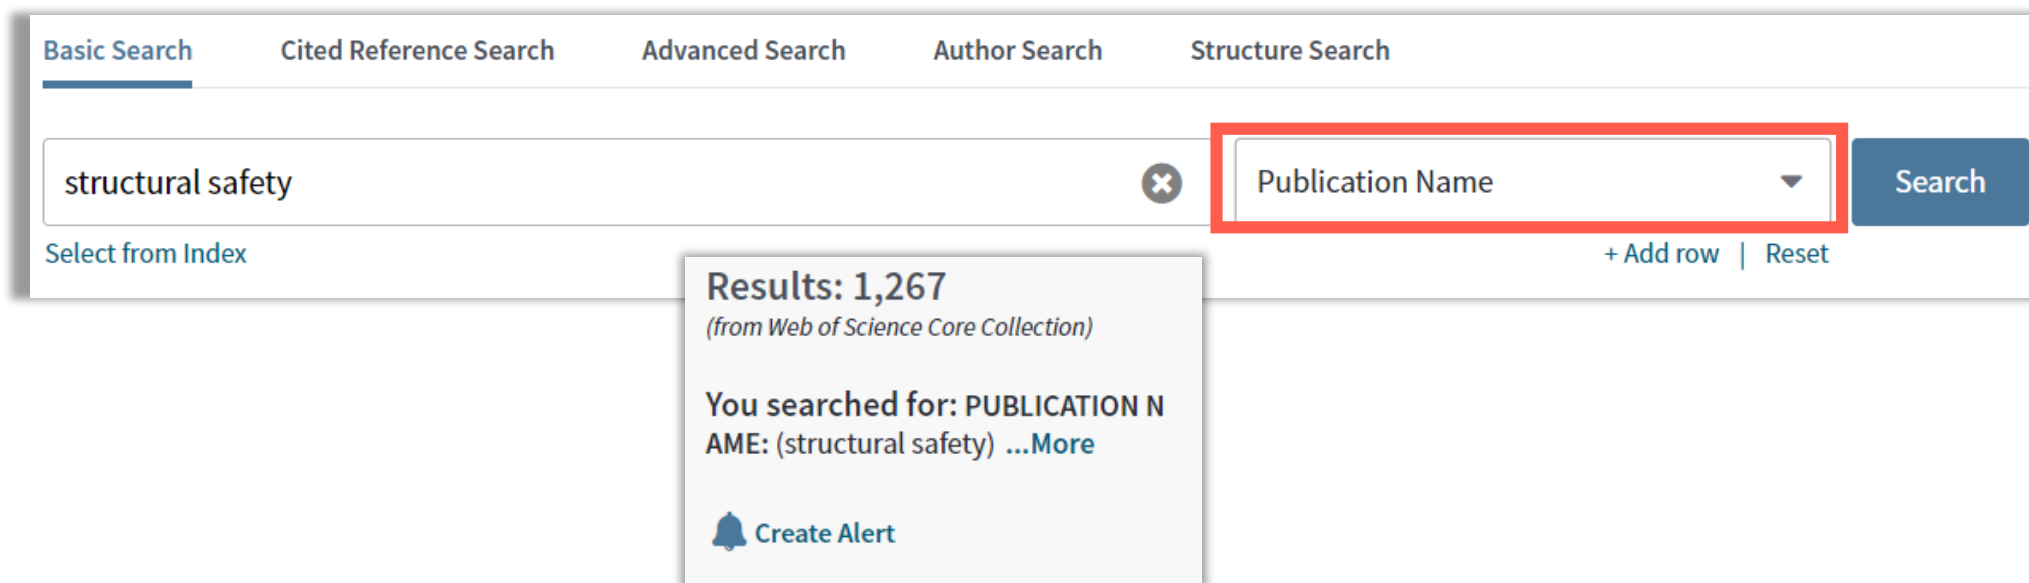 Basic Search Cited Reference Search Advanced Search Author Search Structure Search
structural safety Publication Name Search
Select from Index + Add row | Reset
Results: 1,267
(from Web of Science Core Collection)
You searched for: PUBLICATION N
AME: (structural safety) ...More
Create Alert